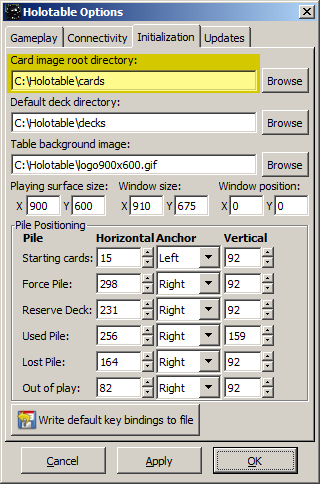 Holotable Options
Gameplay Connectivity Initialization Updates
Card image root directory:
C:\Holotable\cards Browse
Default deck directory:
C:\Holotable\decks Browse
Table background image:
C:\Holotable\logo900x600.gif Browse
Playing surface size: Window size: Window position:
X 900 Y 600 X 910 Y 675 X 0 Y 0
Pile Positioning
Pile Horizontal Anchor Vertical
Starting cards: 15 Left 92
Force Pile: 298 Right 92
Reserve Deck: 231 Right 92
Used Pile: 256 Right 159
Lost Pile: 164 Right 92
Out of play: 82 Right 92
Write default key bindings to file
Cancel Apply OK